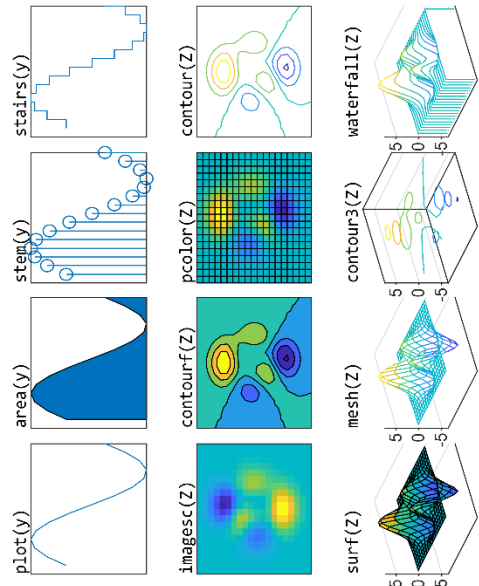 plot(y) area(y) stem(y) stairs(y)
imagesc(Z) contourf(Z) pcolor(Z) contour(Z)
surf(Z) mesh(Z) contour3(Z) waterfall(Z)
5 5 5 5
0 0 0 0
-5 -5 -5 -5